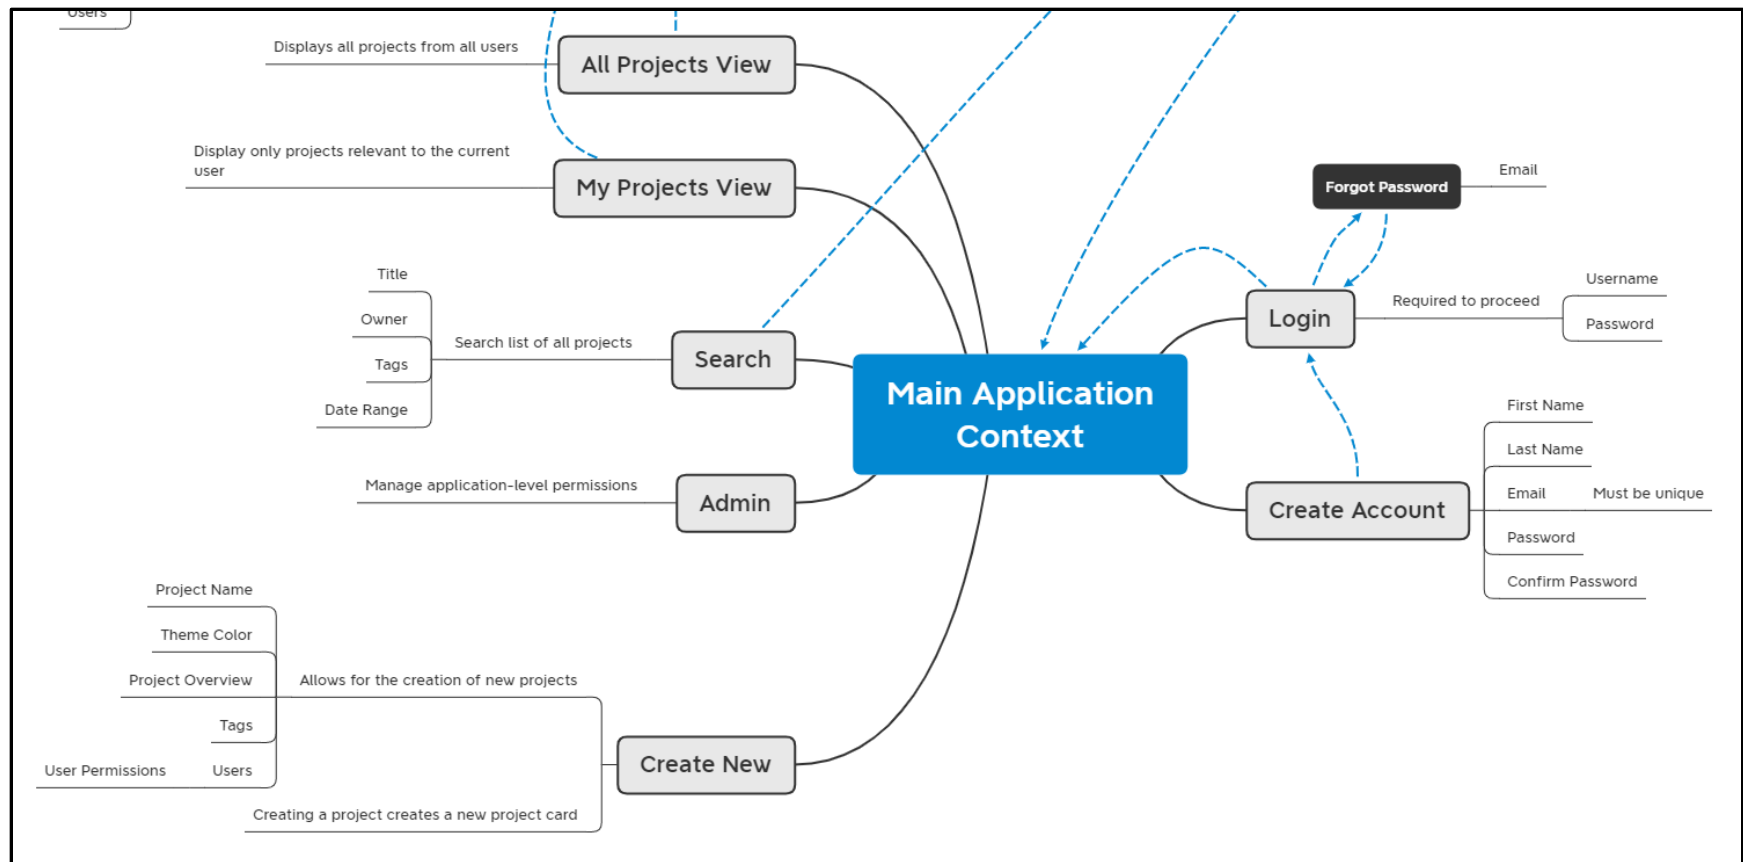 Users
Displays all projects from all users
All Projects View
Display only projects relevant to the current
user
My Projects View
Title
Owner
Tags
Date Range
Search list of all projects
Search
Manage application-level permissions
Admin
Project Name
Theme Color
Project Overview
Tags
User Permissions
Users
Allows for the creation of new projects
Creating a project creates a new project card
Create New
Main Application
Context
Forgot Password
Email
Login
Required to proceed
Username
Password
Create Account
First Name
Last Name
Email
Must be unique
Password
Confirm Password